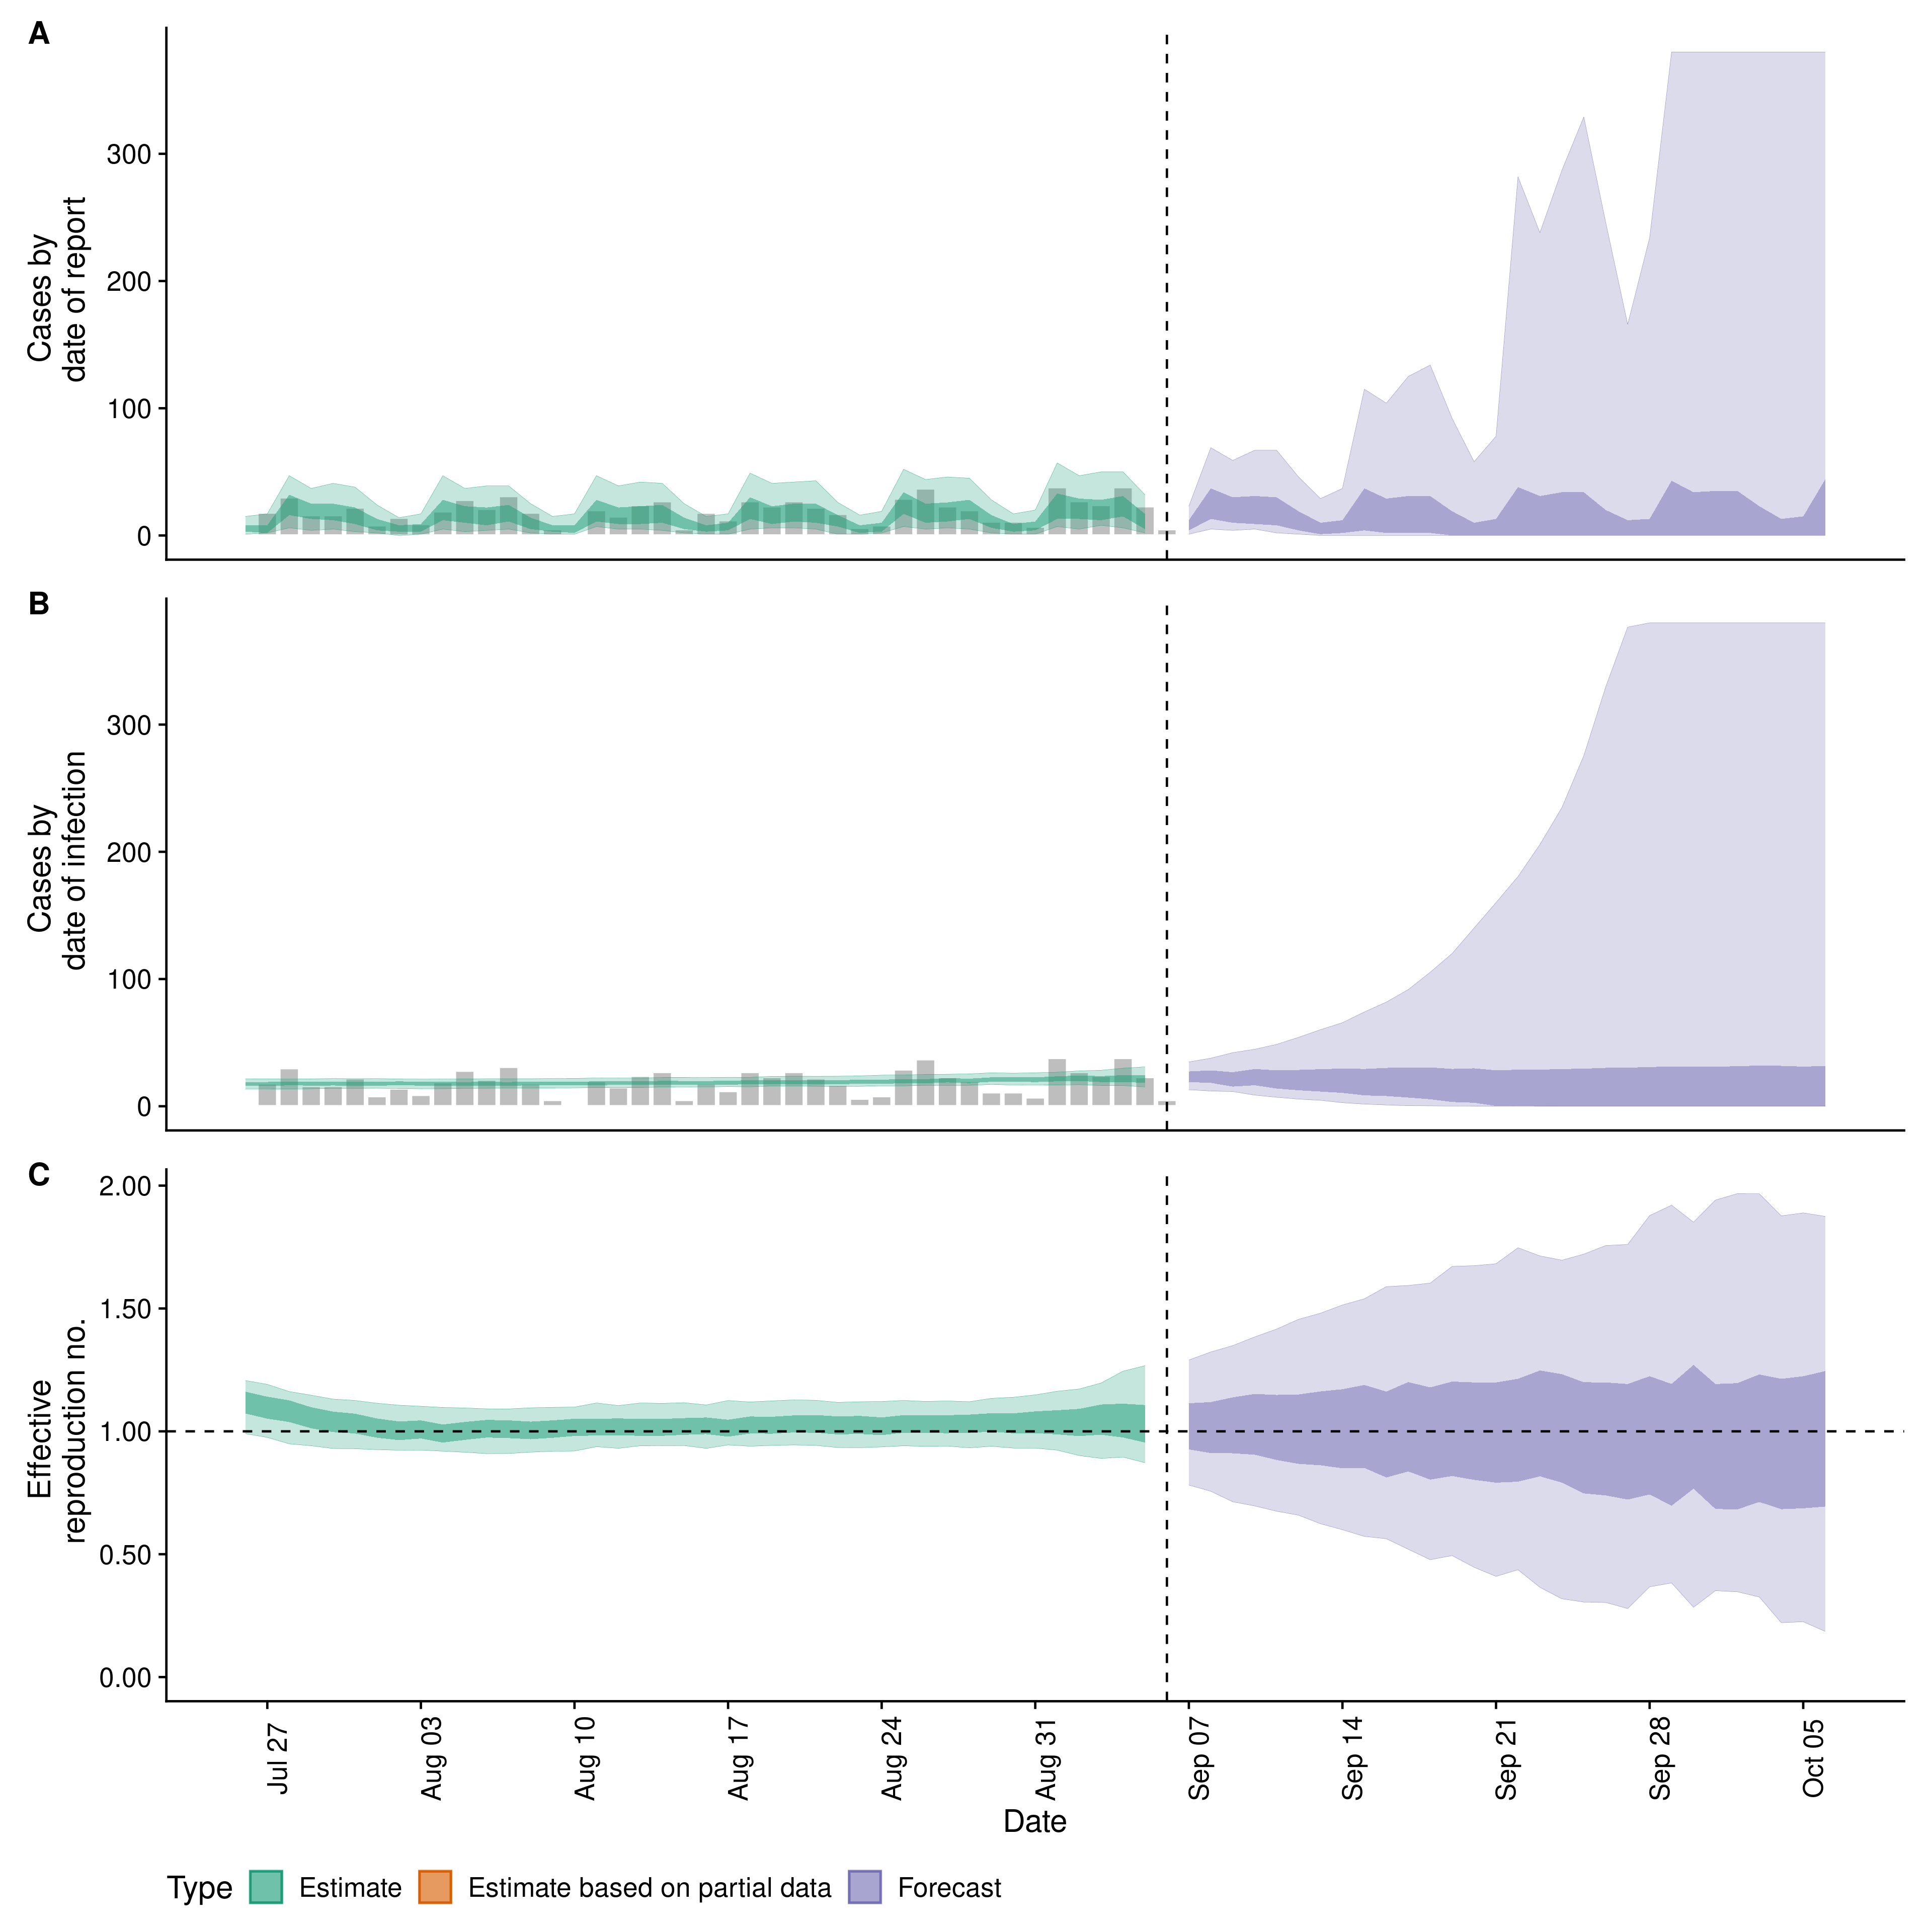 A
Cases by
date of report
300
200
100
0
B
Cases by
date of infection
300
200
100
0
C
Effective
reproduction no.
2.00
1.50
1.00
0.50
0.00
Jul 27
Aug 03
Aug 10
Aug 17
Aug 24
Aug 31
Sep 07
Sep 14
Sep 21
Sep 28
Oct 05
Date
Type Estimate Estimate based on partial data Forecast